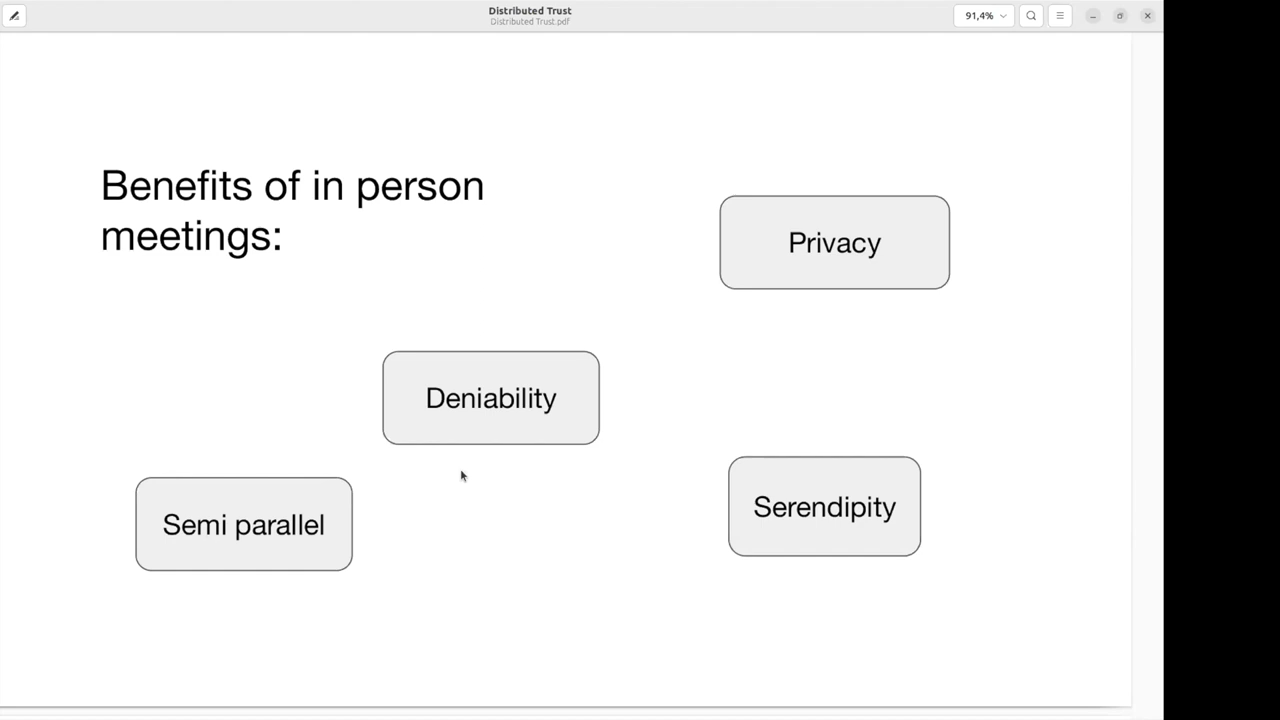 Distributed Trust
Distributed Trust.pdf
91,4%
Benefits of in person
meetings:
Privacy
Deniability
Serendipity
Semi parallel